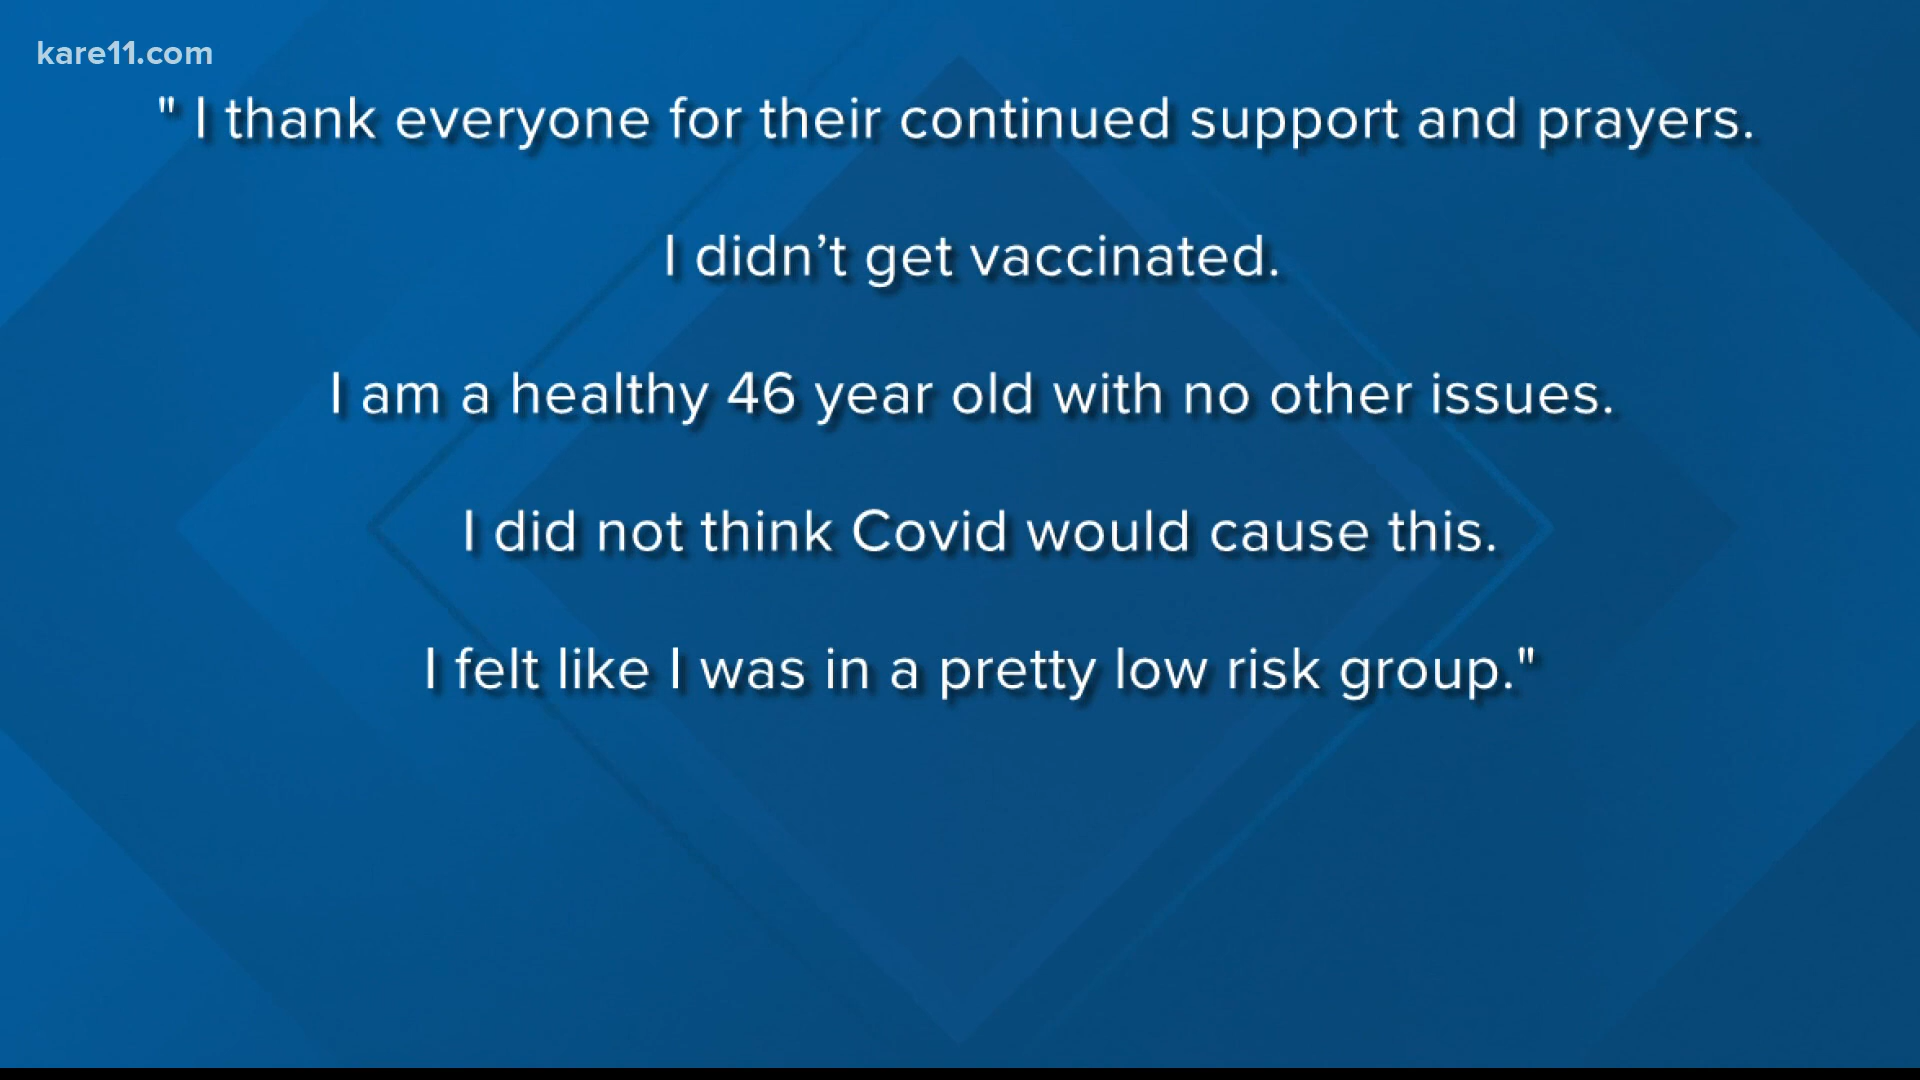 kare11.com
" I thank everyone for their continued support and prayers.
I didn’t get vaccinated.
I am a healthy 46 year old with no other issues.
I did not think Covid would cause this.
I felt like I was in a pretty low risk group."